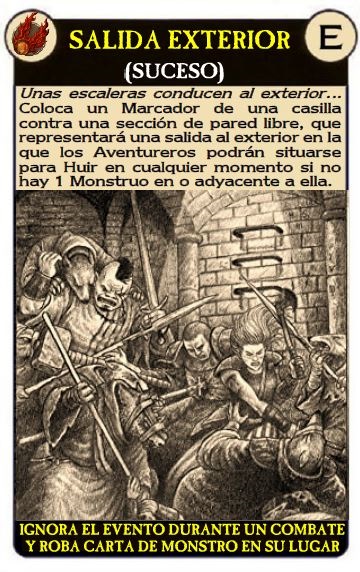 SALIDA EXTERIOR
E
(SUCESO)
Unas escaleras conducen al exterior...
Coloca un Marcador de una casilla
contra una sección de pared libre, que
representará una salida al exterior en la
que los Aventureros podrán situarse
para Huir en cualquier momento si no
hay 1 Monstruo en o adyacente a ella.
IGNORA EL EVENTO DURANTE UN COMBATE
Y ROBA CARTA DE MONSTRO EN SU LUGAR